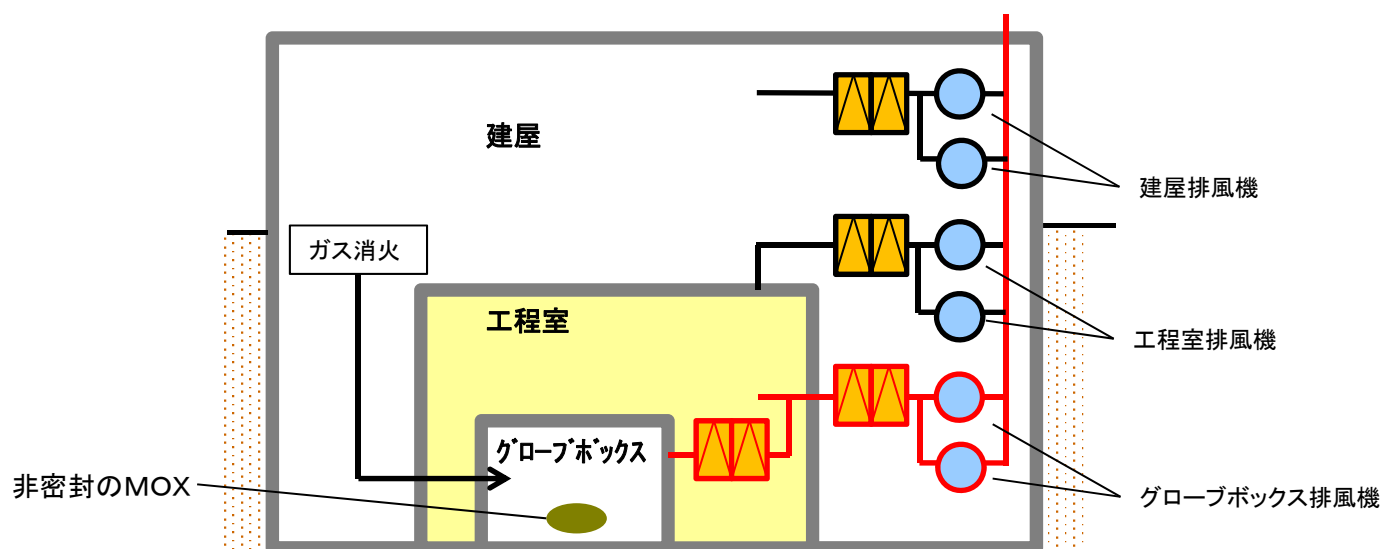 建屋
建屋排風機
ガス消火
工程室
工程室排風機
グローブボックス
非密封のMOX
グローブボックス排風機